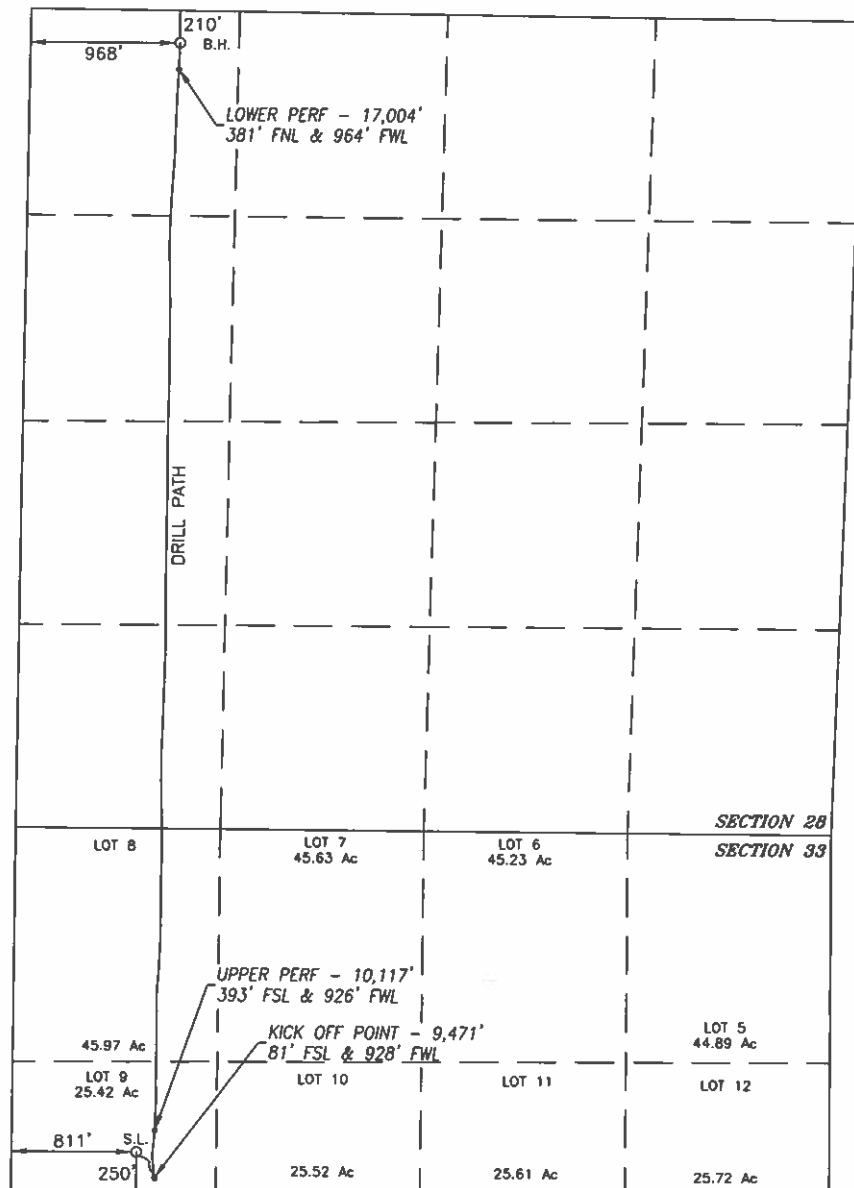 210'
B.H.
968'
LOWER PERF - 17,004'
381' FNL & 964' FWL
DRILL PATH
SECTION 28
SECTION 33
LOT 8
LOT 7
45.63 Ac
LOT 6
45.23 Ac
UPPER PERF - 10,117'
393' FSL & 926' FWL
KICK OFF POINT - 9,471'
81' FSL & 928' FWL
LOT 5
44.89 Ac
45.97 Ac
LOT 9
25.42 Ac
LOT 10
LOT 11
LOT 12
811'
S.L.
250'
25.52 Ac
25.61 Ac
25.72 Ac